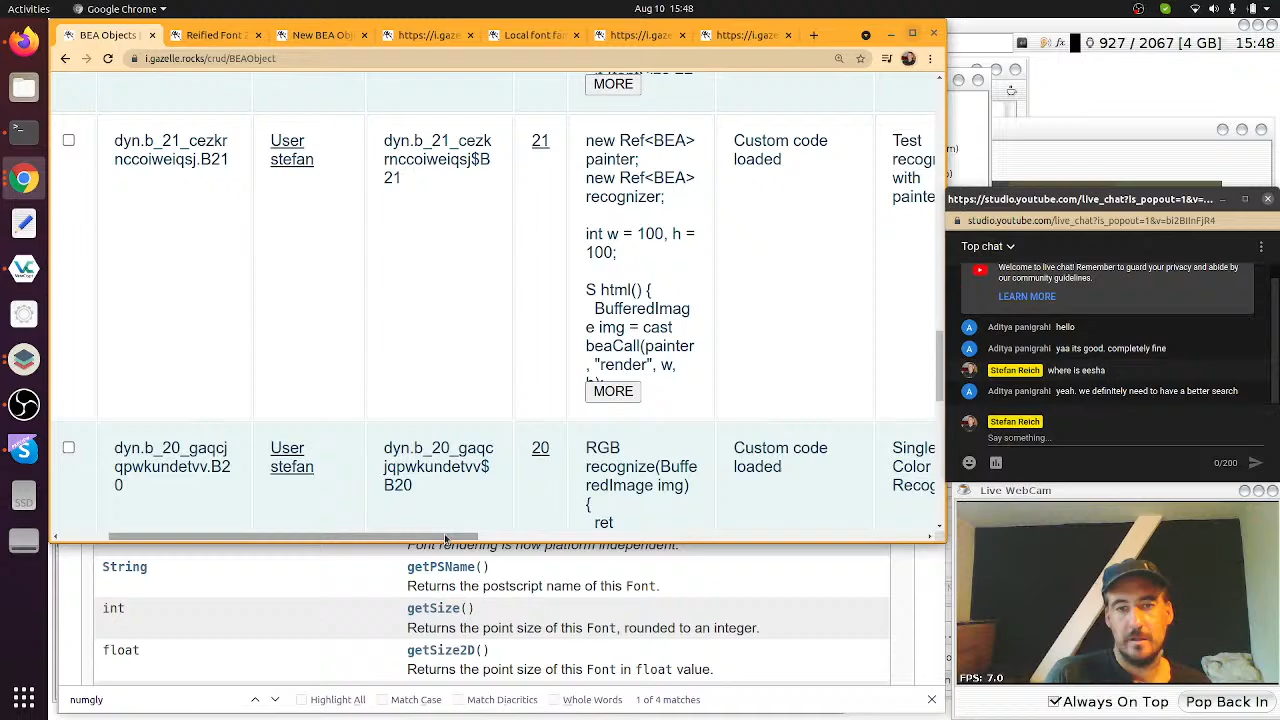 Activities
Google Chrome
Aug 10 15:48
BEA Objects
Reified Font
New BEA Obj
https://i.gaze
Local font fa
https://i.gaze
https://i.gaz
i.gazelle.rocks/crud/BEAObject
927 / 2067 [4 GB]
15:48
MORE
dyn.b_21_cezkr
nccoiweiqsj.B21
User
stefan
dyn.b_21_cezk
rnccoiweiqsj$B
21
21
new Ref<BEA>
painter;
new Ref<BEA>
recognizer;
int w = 100, h =
100;
S html() {
BufferedImag
e img = cast
beaCall(painter
, "render", w,
MORE
Custom code
loaded
Test
recogn
with
painte
dyn.b_20_gaqcj
qpwkundetvv.B2
0
User
stefan
dyn.b_20_gaqc
jqpwkundetvv$
B20
20
RGB
recognize(Buffe
redImage img)
{
ret
Custom code
loaded
Single
Color
Recog
Font rendering is now platform independent.
String
getPSName()
Returns the postscript name of this Font.
int
getSize()
Returns the point size of this Font, rounded to an integer.
float
getSize2D()
Returns the point size of this Font in float value.
numgly
Highlight All
Match Case
Match Diacritics
Whole Words
1 of 4 matches
https://studio.youtube.com/live_chat?is_popout=1&v=...
studio.youtube.com/live_chat?is_popout=1&v=bi2BIInFjR4
Top chat
Welcome to live chat! Remember to guard your privacy and abide by
our community guidelines.
LEARN MORE
Aditya panigrahi hello
Aditya panigrahi yaa its good. completely fine
Stefan Reich where is eesha
Aditya panigrahi yeah. we definitely need to have a better search
Stefan Reich
Say something...
0/200
Live WebCam
FPS: 7.0
Always On Top
Pop Back In
SSD